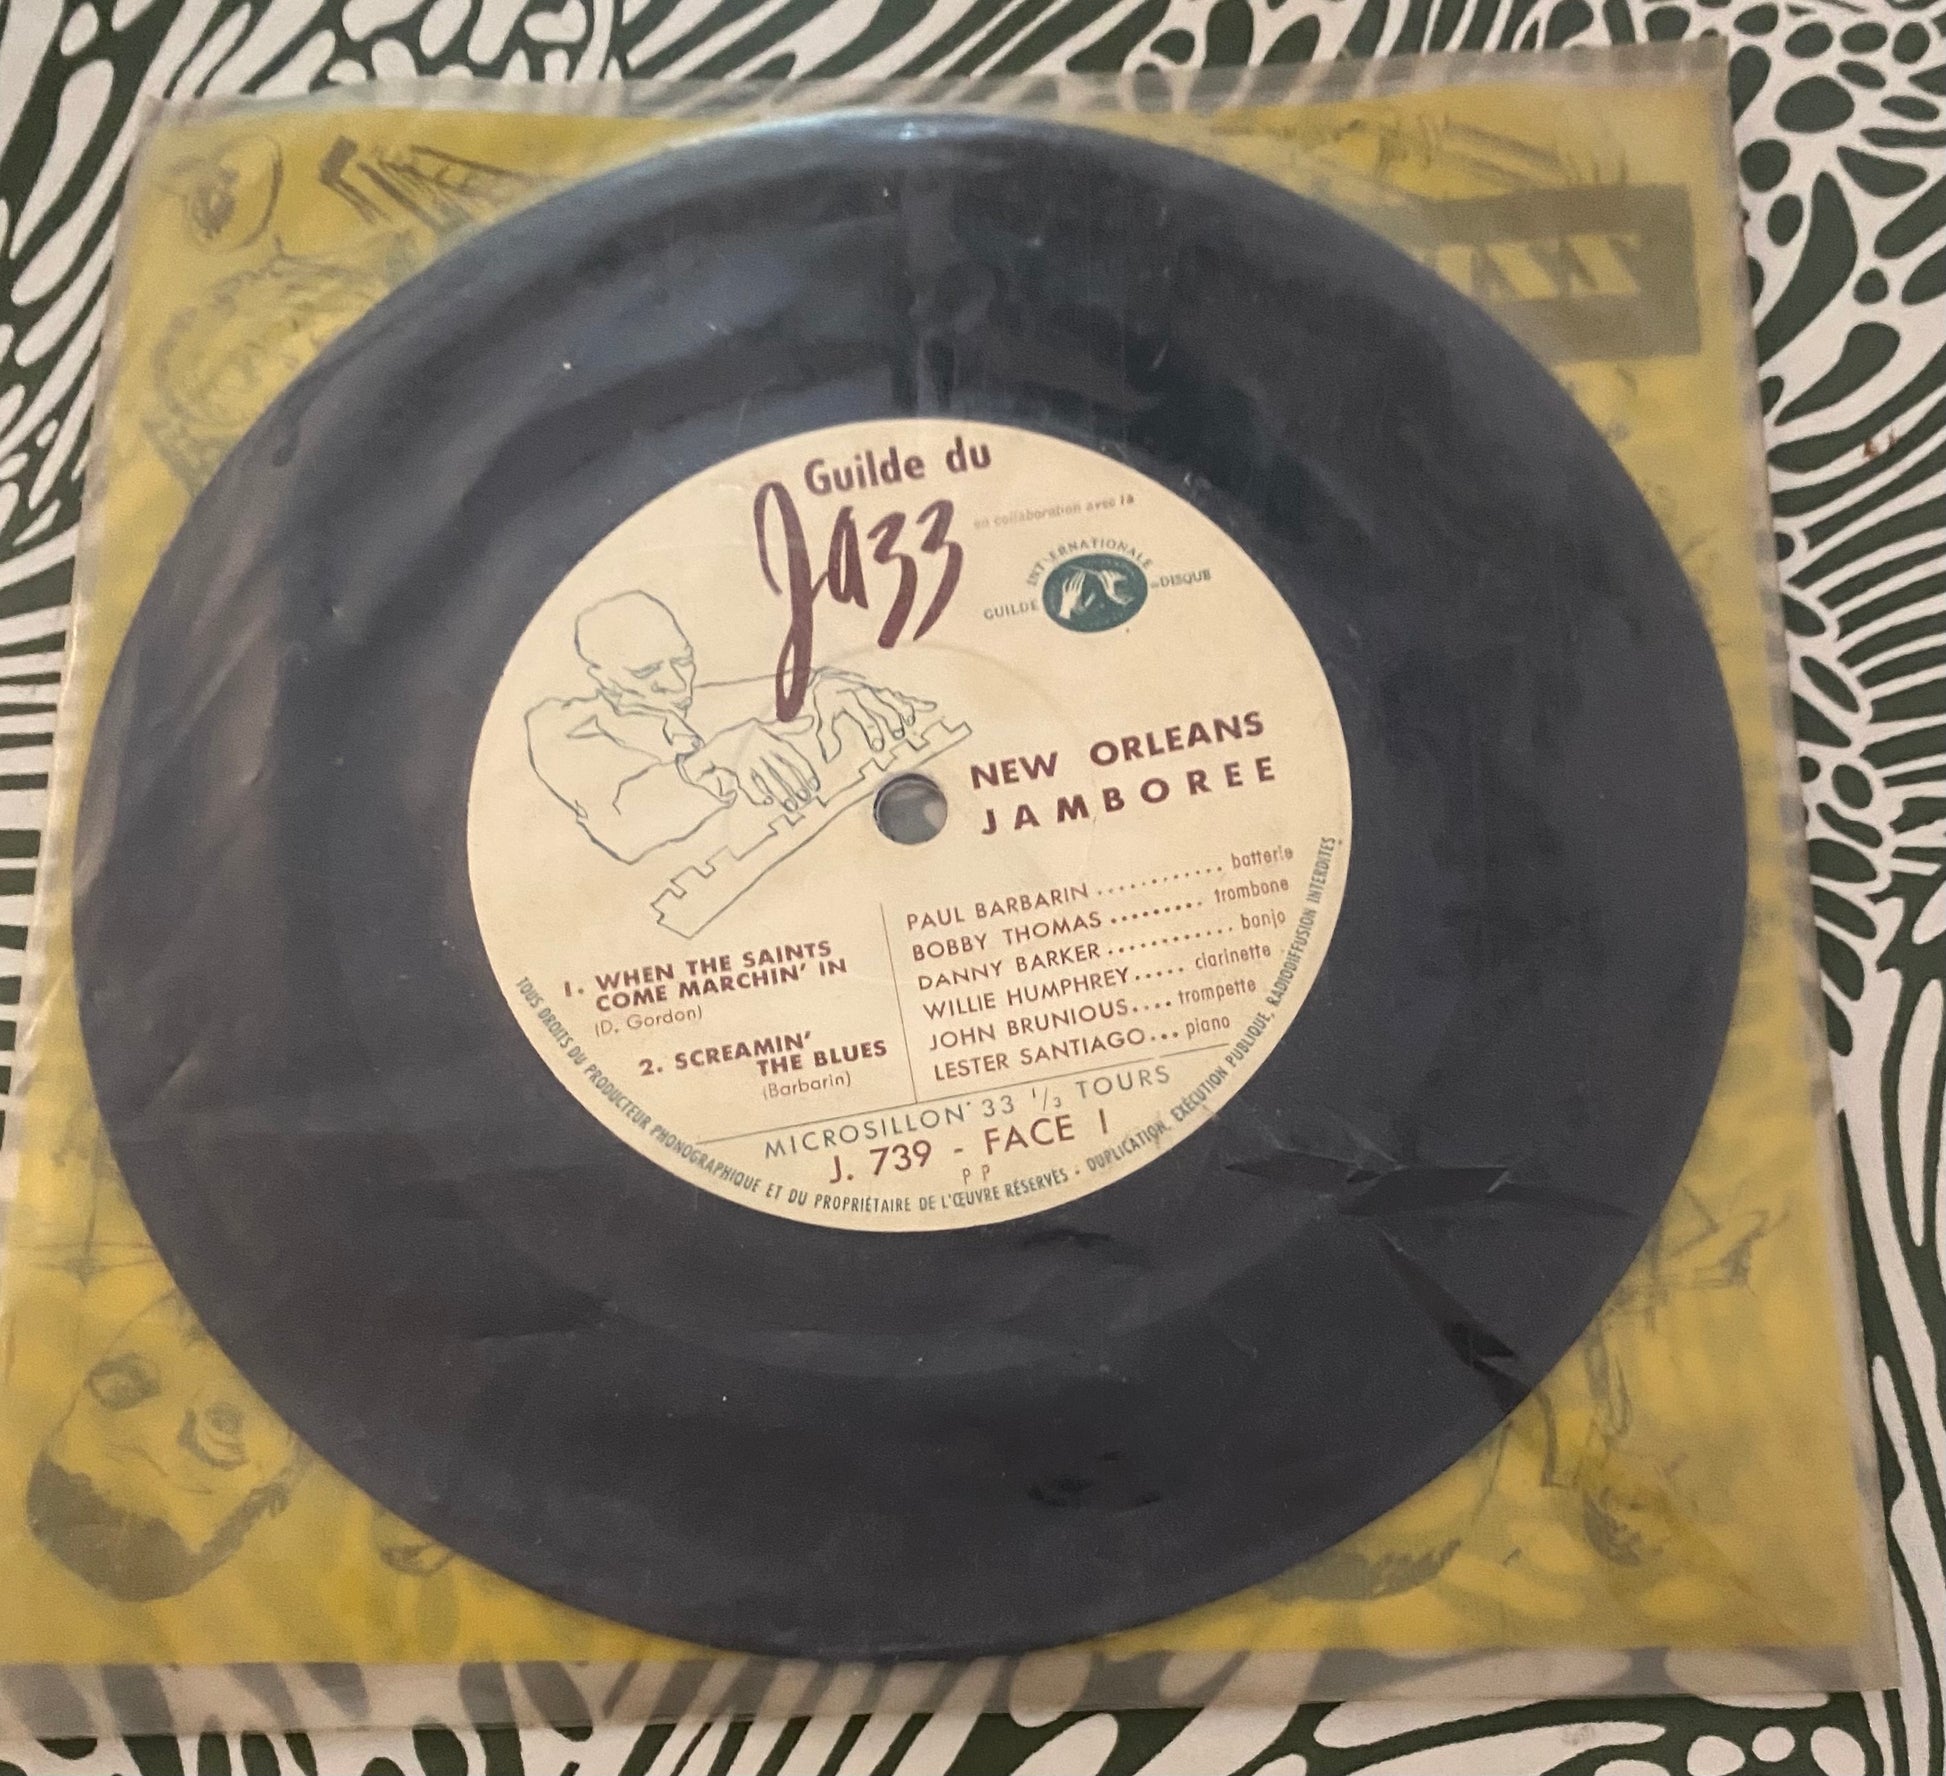 Guilde du
Jazz
en collaboration avec la
GUILDE INTERNATIONALE DU DISQUE
NEW ORLEANS
JAMBOREE
PAUL BARBARIN ............ batterie
BOBBY THOMAS ......... trombone
DANNY BARKER ............ banjo
WILLIE HUMPHREY ..... clarinette
JOHN BRUNIOUS .... trompette
LESTER SANTIAGO ... piano
1. WHEN THE SAINTS
COME MARCHIN' IN
(D. Gordon)
2. SCREAMIN'
THE BLUES
(Barbarin)
MICROSILLON 33 1/3 TOURS
J. 739 - FACE 1
P P
TOUS DROITS DU PRODUCTEUR PHONOGRAPHIQUE ET DU PROPRIÉTAIRE DE L'ŒUVRE RÉSERVÉS - DUPLICATION, EXÉCUTION PUBLIQUE, RADIODIFFUSION INTERDITES